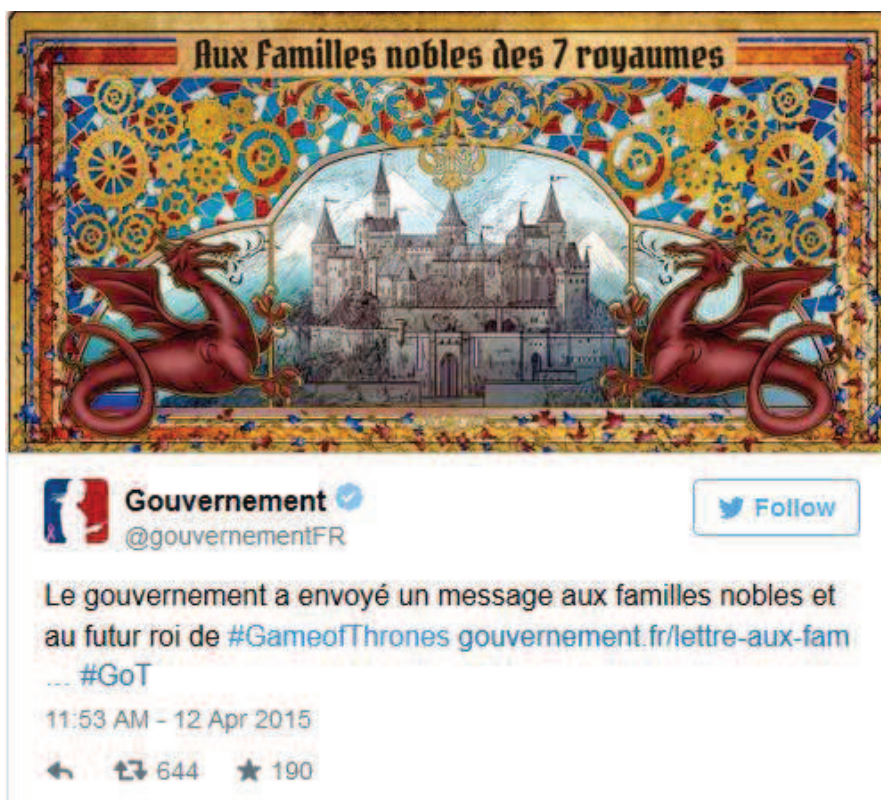 Aux Familles nobles des 7 royaumes
Gouvernement
@gouvernementFR
Follow
Le gouvernement a envoyé un message aux familles nobles et
au futur roi de #GameofThrones gouvernement.fr/lettre-aux-fam
... #GoT
11:53 AM - 12 Apr 2015
644 190